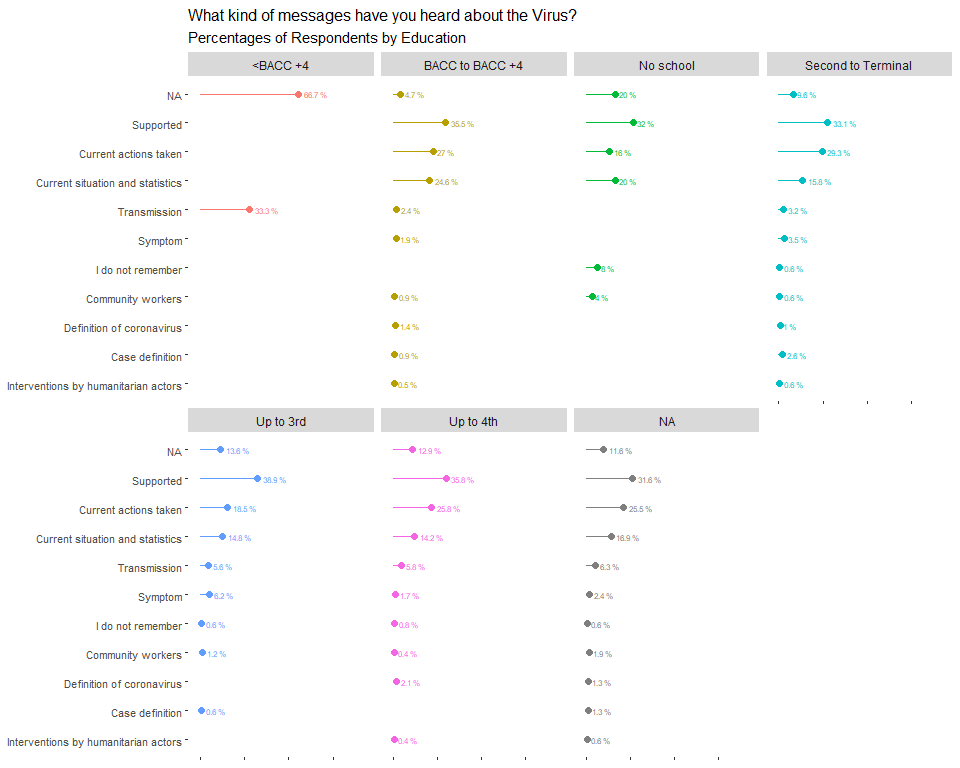 What kind of messages have you heard about the Virus?
Percentages of Respondents by Education
<BACC +4 BACC to BACC +4 No school Second to Terminal
NA 66.7 % 4.7 % 20 % 9.6 %
Supported 35.5 % 32 % 33.1 %
Current actions taken 27 % 16 % 29.3 %
Current situation and statistics 24.6 % 20 % 15.8 %
Transmission 33.3 % 2.4 % 3.2 %
Symptom 1.9 % 3.5 %
I do not remember 8 % 0.6 %
Community workers 0.9 % 4 % 0.6 %
Definition of coronavirus 1.4 % 1 %
Case definition 0.9 % 2.6 %
Interventions by humanitarian actors 0.5 % 0.6 %
Up to 3rd Up to 4th NA
NA 13.6 % 12.9 % 11.6 %
Supported 38.9 % 35.8 % 31.6 %
Current actions taken 18.5 % 25.8 % 25.5 %
Current situation and statistics 14.8 % 14.2 % 16.9 %
Transmission 5.6 % 5.8 % 6.3 %
Symptom 6.2 % 1.7 % 2.4 %
I do not remember 0.6 % 0.8 % 0.6 %
Community workers 1.2 % 0.4 % 1.9 %
Definition of coronavirus 2.1 % 1.3 %
Case definition 0.6 % 1.3 %
Interventions by humanitarian actors 0.4 % 0.6 %